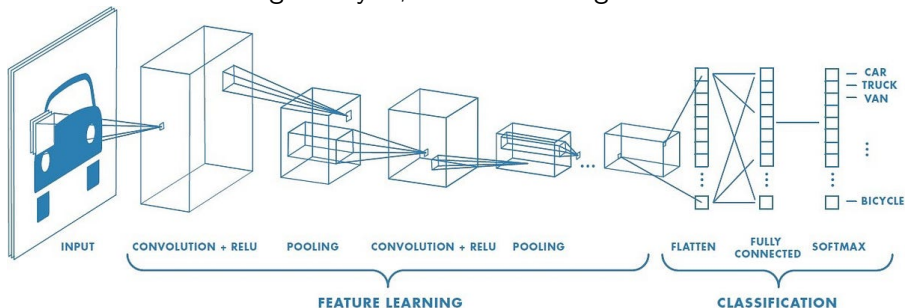 CAR
TRUCK
VAN
BICYCLE
INPUT
CONVOLUTION + RELU
POOLING
CONVOLUTION + RELU
POOLING
FLATTEN
FULLY
CONNECTED
SOFTMAX
FEATURE LEARNING
CLASSIFICATION